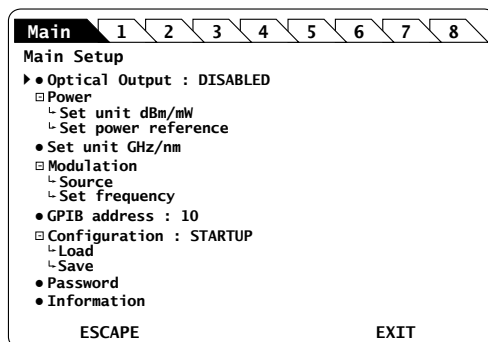 Main 1 2 3 4 5 6 7 8
Main Setup
Optical Output : DISABLED
Power
Set unit dBm/mW
Set power reference
Set unit GHz/nm
Modulation
Source
Set frequency
GPIB address : 10
Configuration : STARTUP
Load
Save
Password
Information
ESCAPE EXIT